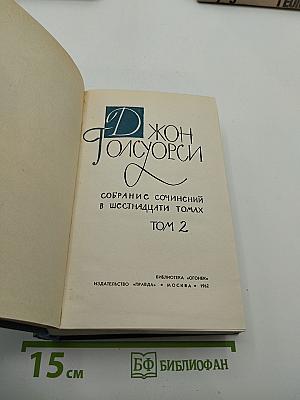 ДЖОН
ГОЛСУОРСИ
СОБРАНИЕ СОЧИНЕНИЙ
В ШЕСТНАДЦАТИ ТОМАХ
ТОМ 2
БИБЛИОТЕКА «ОГОНЕК»
ИЗДАТЕЛЬСТВО «ПРАВДА» • МОСКВА • 1962
15 см
БФ БИБЛИОФАН